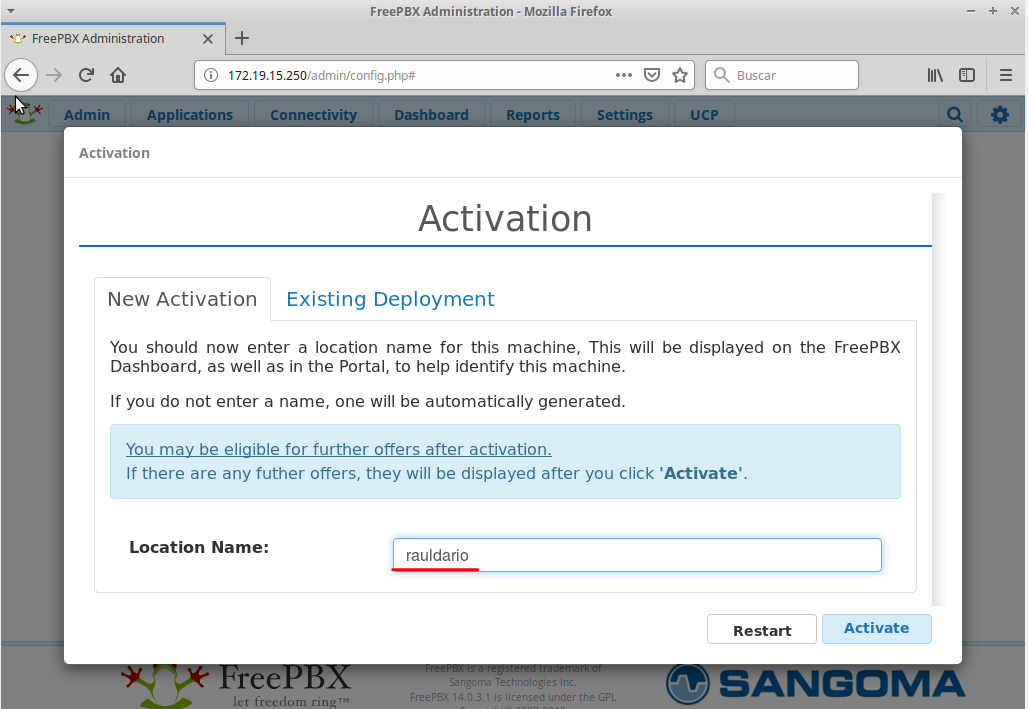 FreePBX Administration - Mozilla Firefox
FreePBX Administration
172.19.15.250/admin/config.php#
Buscar
Admin Applications Connectivity Dashboard Reports Settings UCP
Activation
Activation
New Activation Existing Deployment
You should now enter a location name for this machine, This will be displayed on the FreePBX
Dashboard, as well as in the Portal, to help identify this machine.
If you do not enter a name, one will be automatically generated.
You may be eligible for further offers after activation.
If there are any futher offers, they will be displayed after you click 'Activate'.
Location Name:
rauldario
Restart Activate
FreePBX
let freedom ring™
FreePBX is a registered trademark of
Sangoma Technologies Inc.
FreePBX 14.0.3.1 is licensed under the GPL
SANGOMA